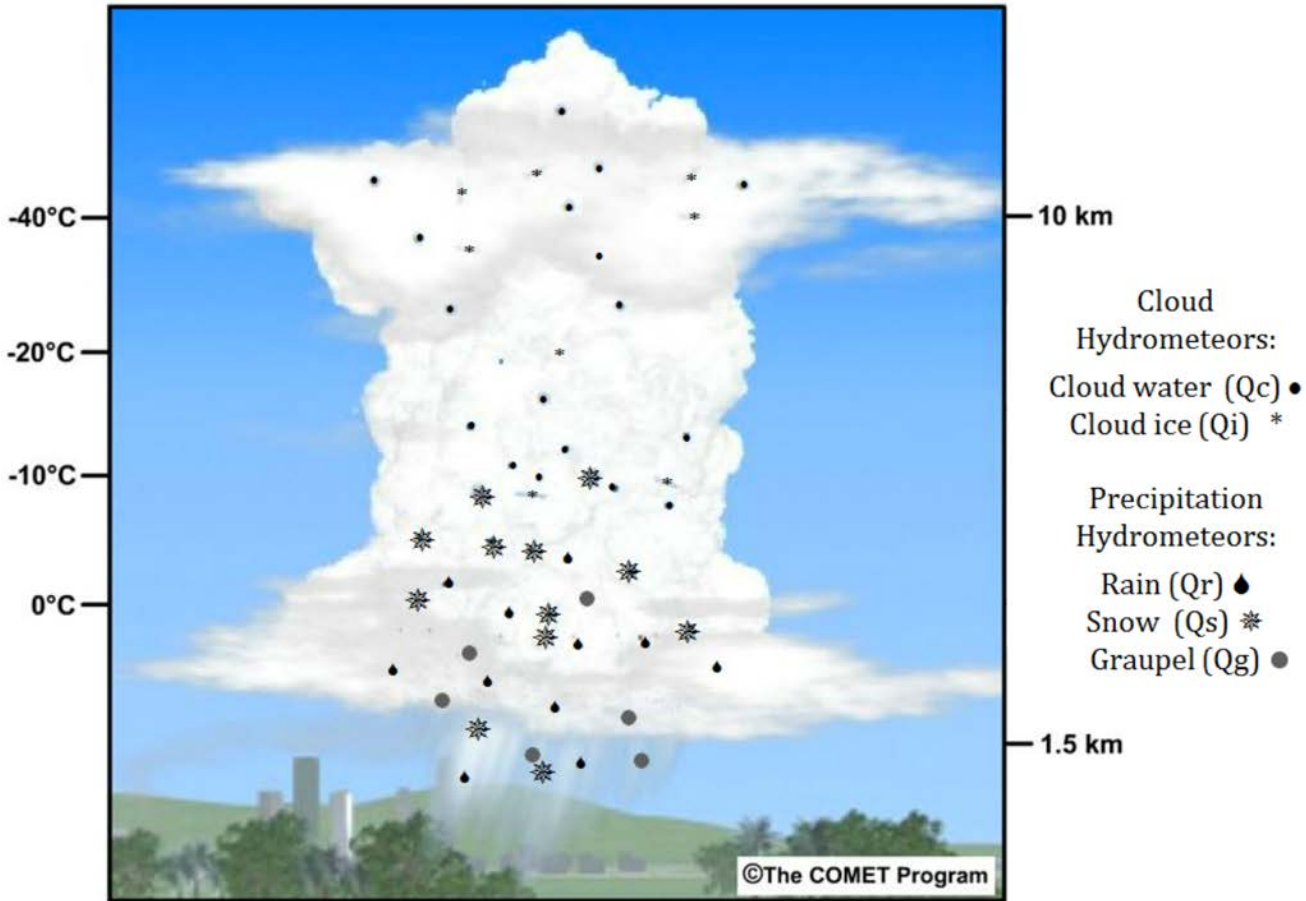 -40°C
-20°C
-10°C
0°C
10 km
1.5 km
Cloud
Hydrometeors:
Cloud water (Qc)
Cloud ice (Qi)
Precipitation
Hydrometeors:
Rain (Qr)
Snow (Qs)
Graupel (Qg)
©The COMET Program